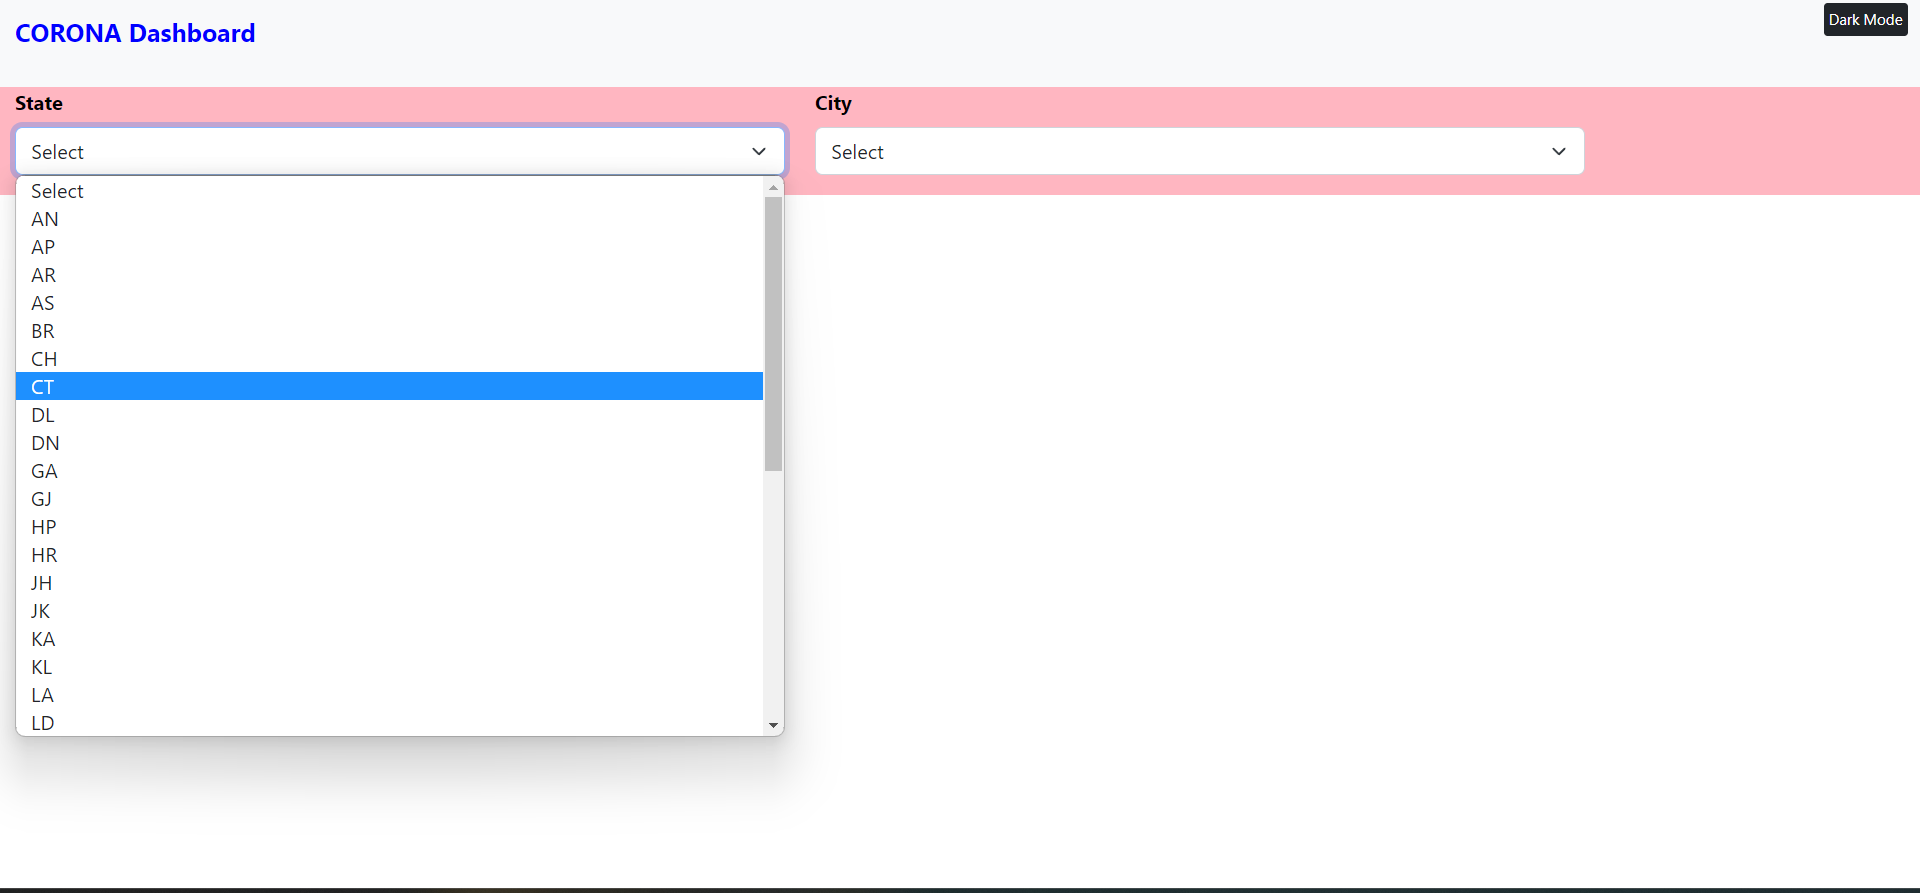 CORONA Dashboard
Dark Mode
State
City
Select
Select
Select
AN
AP
AR
AS
BR
CH
CT
DL
DN
GA
GJ
HP
HR
JH
JK
KA
KL
LA
LD